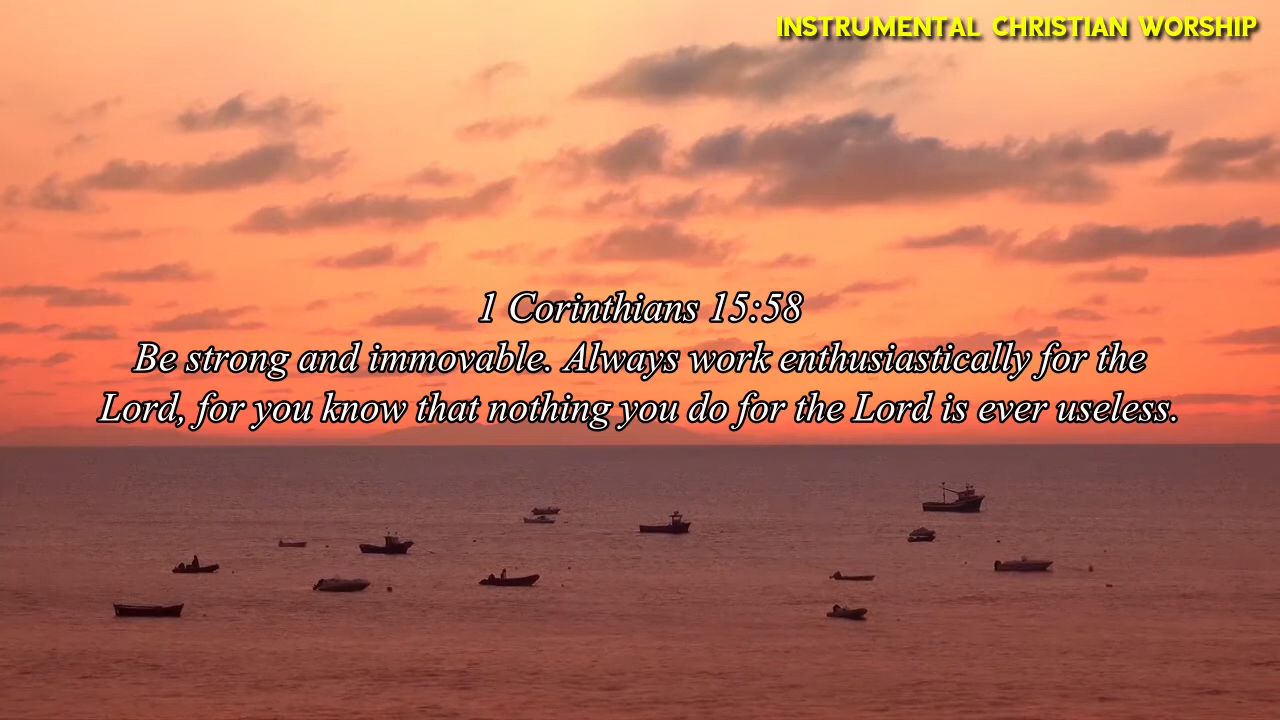 INSTRUMENTAL CHRISTIAN WORSHIP
1 Corinthians 15:58
Be strong and immovable. Always work enthusiastically for the
Lord, for you know that nothing you do for the Lord is ever useless.